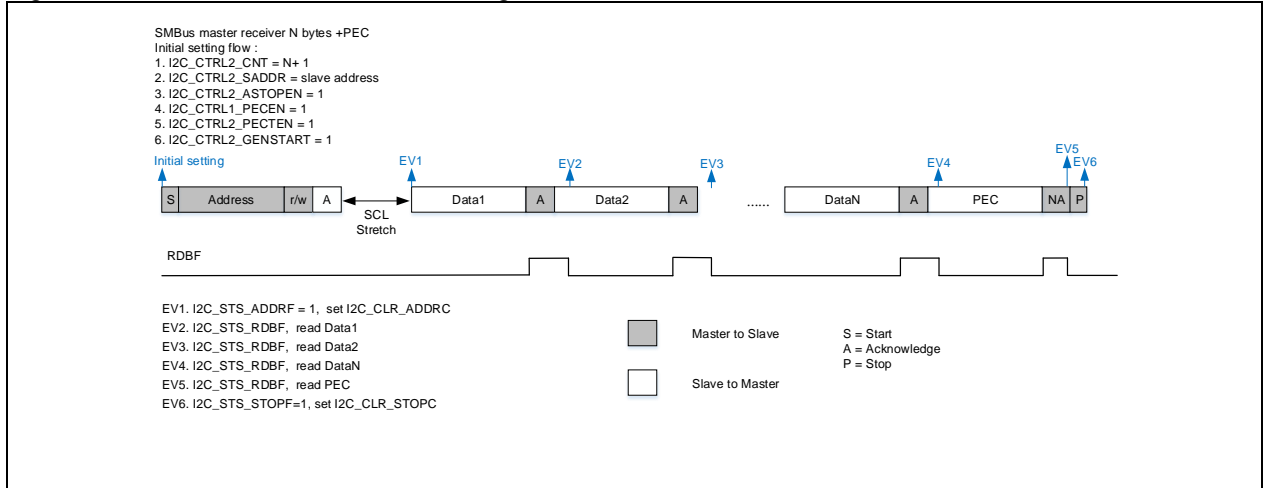 SMBus master receiver N bytes +PEC
Initial setting flow :
1. I2C_CTRL2_CNT = N+ 1
2. I2C_CTRL2_SADDR = slave address
3. I2C_CTRL2_ASTOPEN = 1
4. I2C_CTRL1_PECEN = 1
5. I2C_CTRL2_PECTEN = 1
6. I2C_CTRL2_GENSTART = 1
Initial setting EV1 EV2 EV3 EV4 EV5 EV6
S Address r/w A Data1 A Data2 A ...... DataN A PEC NA P
SCL
Stretch
RDBF
EV1. I2C_STS_ADDRF = 1, set I2C_CLR_ADDRC
EV2. I2C_STS_RDBF, read Data1
EV3. I2C_STS_RDBF, read Data2
EV4. I2C_STS_RDBF, read DataN
EV5. I2C_STS_RDBF, read PEC
EV6. I2C_STS_STOPF=1, set I2C_CLR_STOPC
Master to Slave
Slave to Master
S = Start
A = Acknowledge
P = Stop